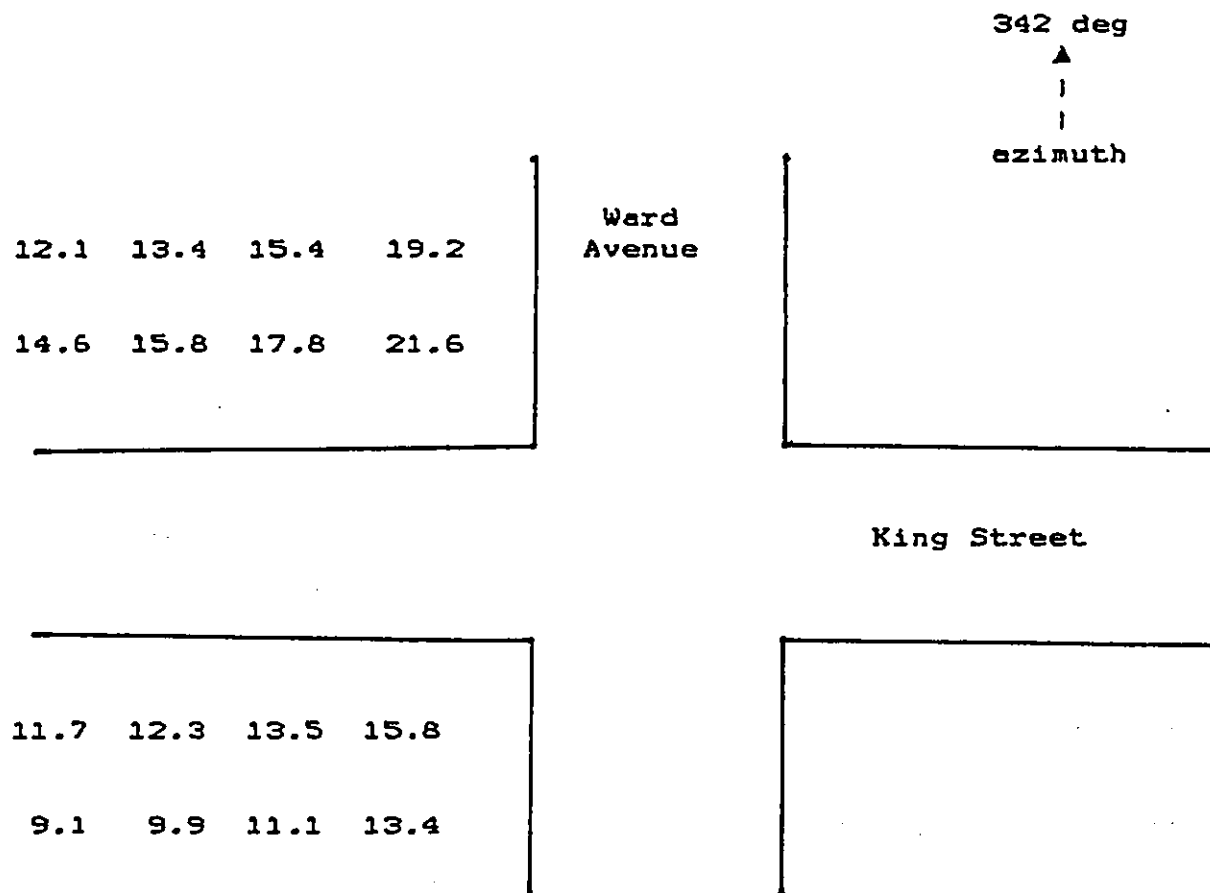 342 deg
azimuth
Ward
Avenue
12.1 13.4 15.4 19.2
14.6 15.8 17.8 21.6
King Street
11.7 12.3 13.5 15.8
9.1 9.9 11.1 13.4